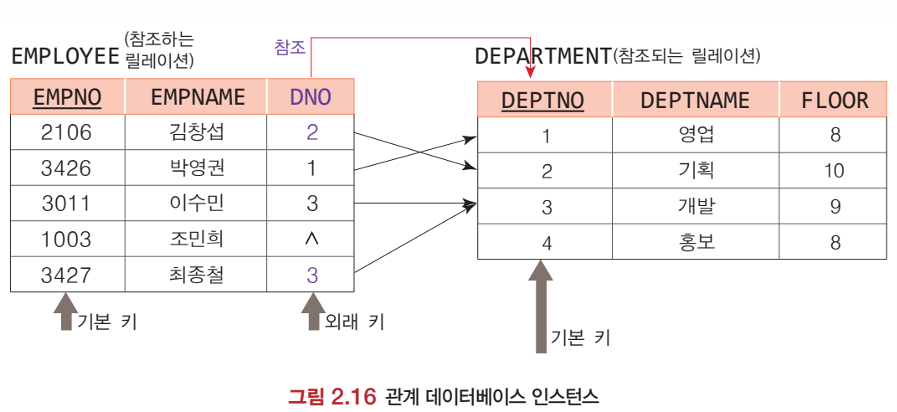 EMPLOYEE (참조하는 릴레이션)
참조
DEPARTMENT(참조되는 릴레이션)
EMPNO EMPNAME DNO
2106 김창섭 2
3426 박영권 1
3011 이수민 3
1003 조민희 ∧
3427 최종철 3
DEPTNO DEPTNAME FLOOR
1 영업 8
2 기획 10
3 개발 9
4 홍보 8
기본 키
외래 키
기본 키
그림 2.16 관계 데이터베이스 인스턴스